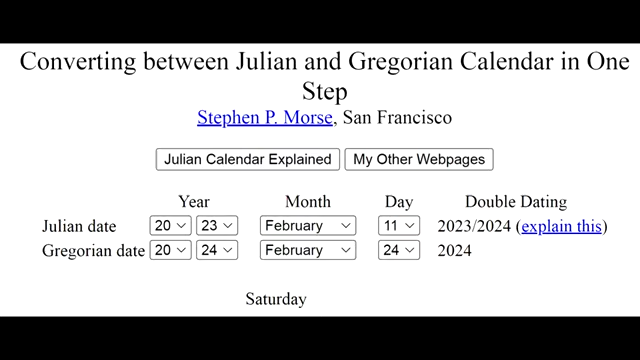 Converting between Julian and Gregorian Calendar in One
Step
Stephen P. Morse, San Francisco
Julian Calendar Explained My Other Webpages
Year Month Day Double Dating
Julian date 20 23 February 11 2023/2024 (explain this)
Gregorian date 20 24 February 24 2024
Saturday